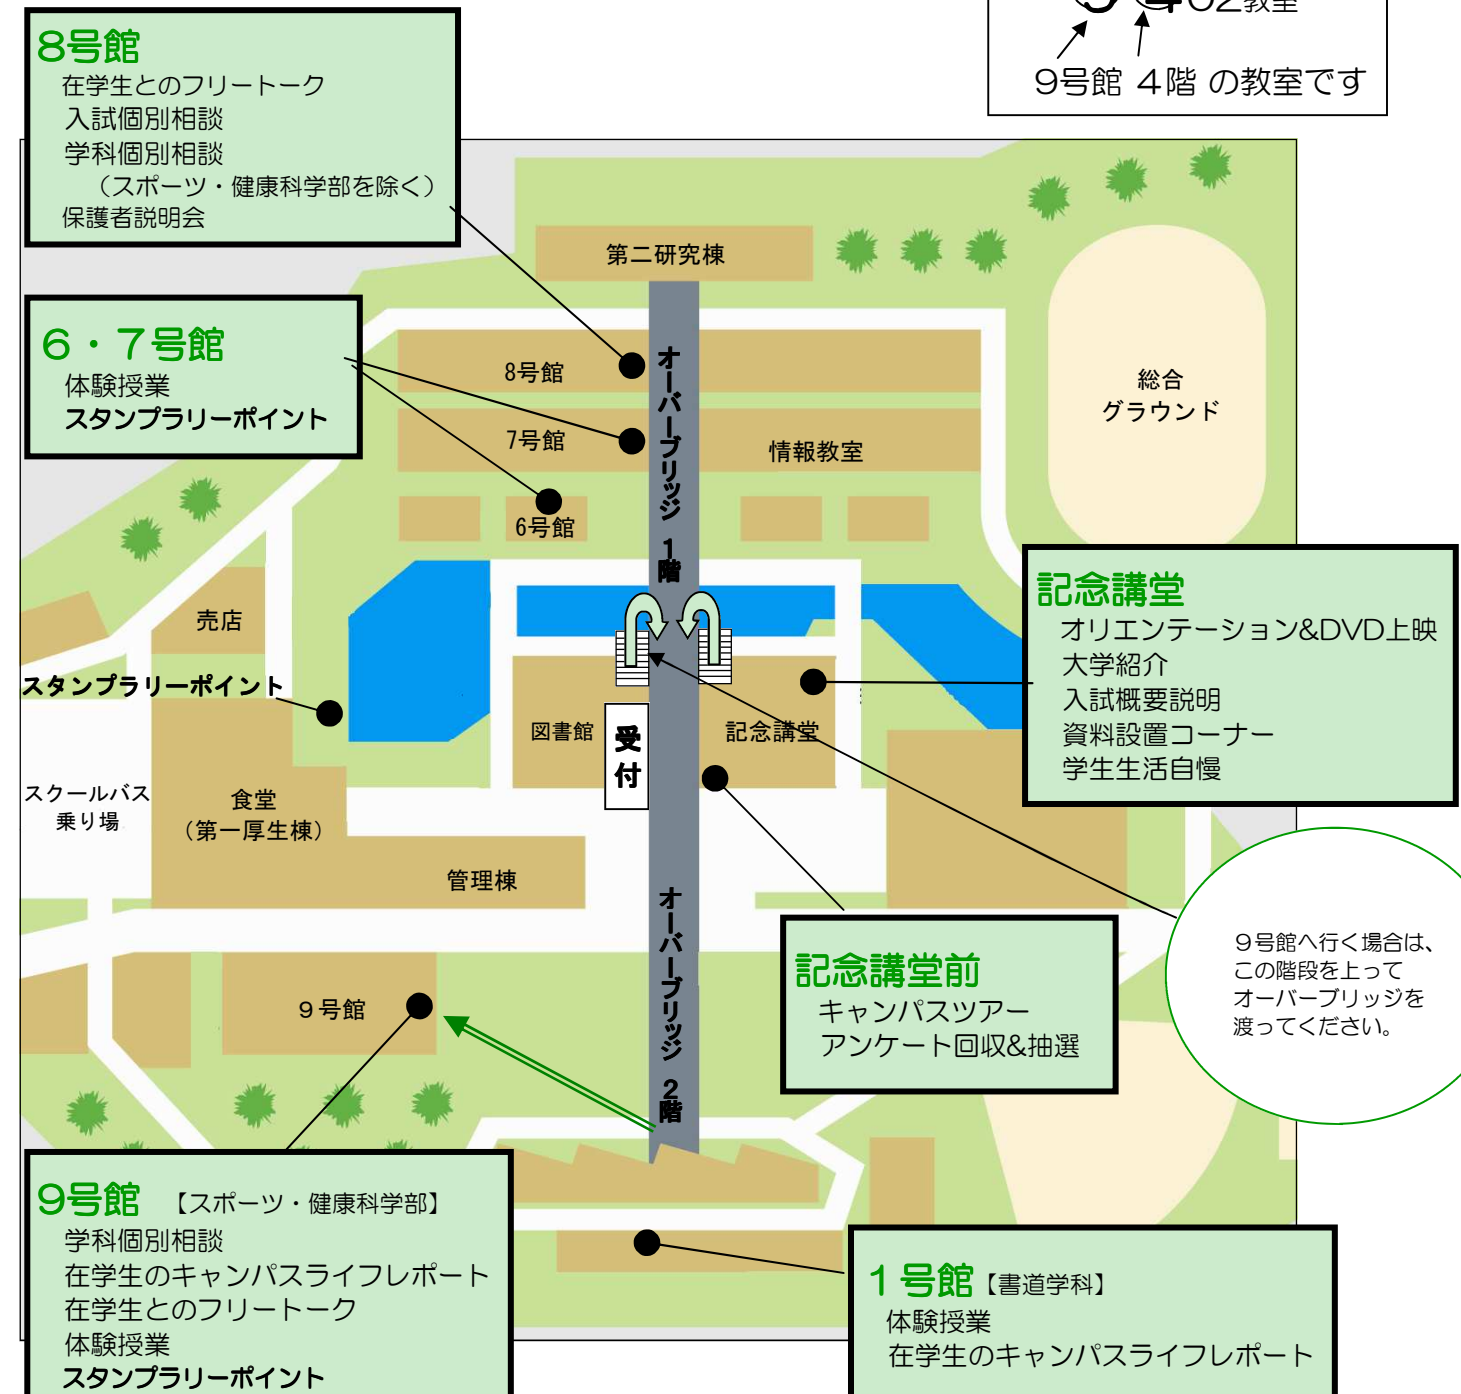 9402教室
9号館 4階 の教室です
8号館
在学生とのフリートーク
入試個別相談
学科個別相談
（スポーツ・健康科学部を除く）
保護者説明会
6・7号館
体験授業
スタンプラリーポイント
第二研究棟
8号館
7号館
情報教室
6号館
オーバーブリッジ 1階
総合
グラウンド
売店
スタンプラリーポイント
スクールバス
乗り場
食堂
（第一厚生棟）
管理棟
図書館
受付
記念講堂
記念講堂
オリエンテーション&DVD上映
大学紹介
入試概要説明
資料設置コーナー
学生生活自慢
オーバーブリッジ 2階
記念講堂前
キャンパスツアー
アンケート回収&抽選
9号館へ行く場合は、
この階段を上って
オーバーブリッジを
渡ってください。
9号館
9号館 【スポーツ・健康科学部】
学科個別相談
在学生のキャンパスライフレポート
在学生とのフリートーク
体験授業
スタンプラリーポイント
1号館【書道学科】
体験授業
在学生のキャンパスライフレポート